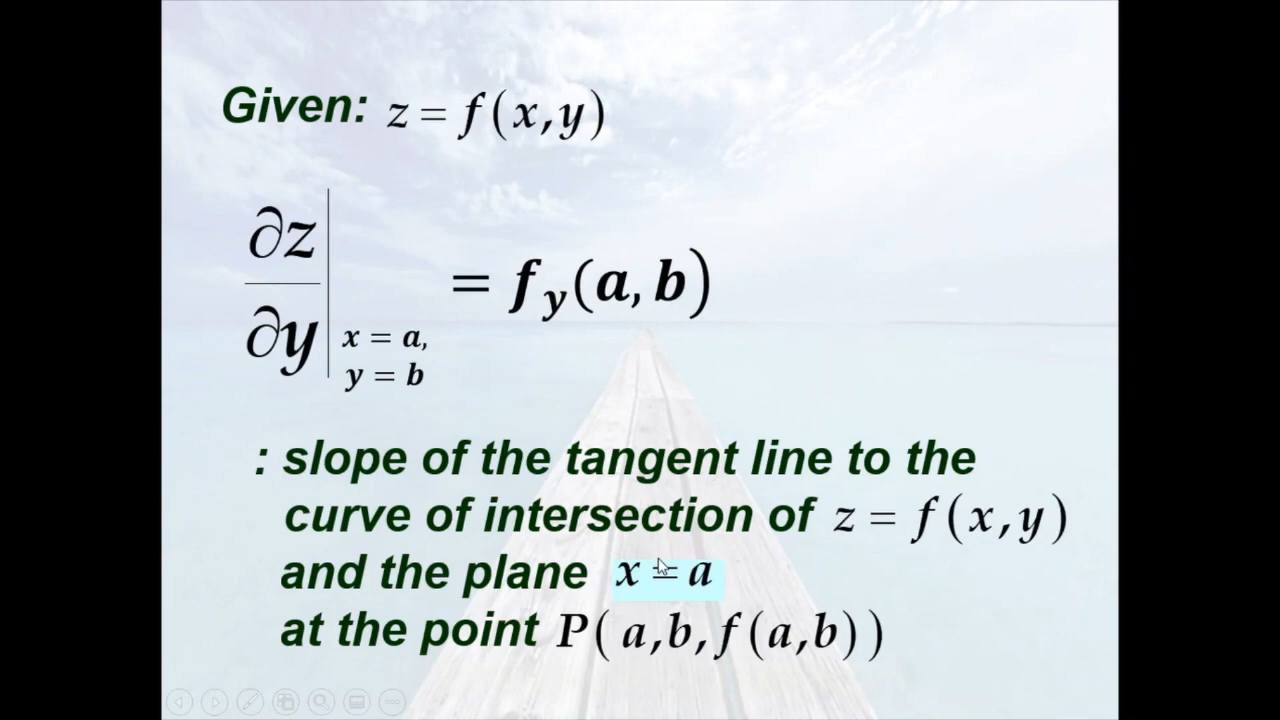 Given: z = f(x,y)
∂z/∂y | x = a, y = b = f_y(a, b)
: slope of the tangent line to the
curve of intersection of z = f(x,y)
and the plane x = a
at the point P(a,b,f(a,b))